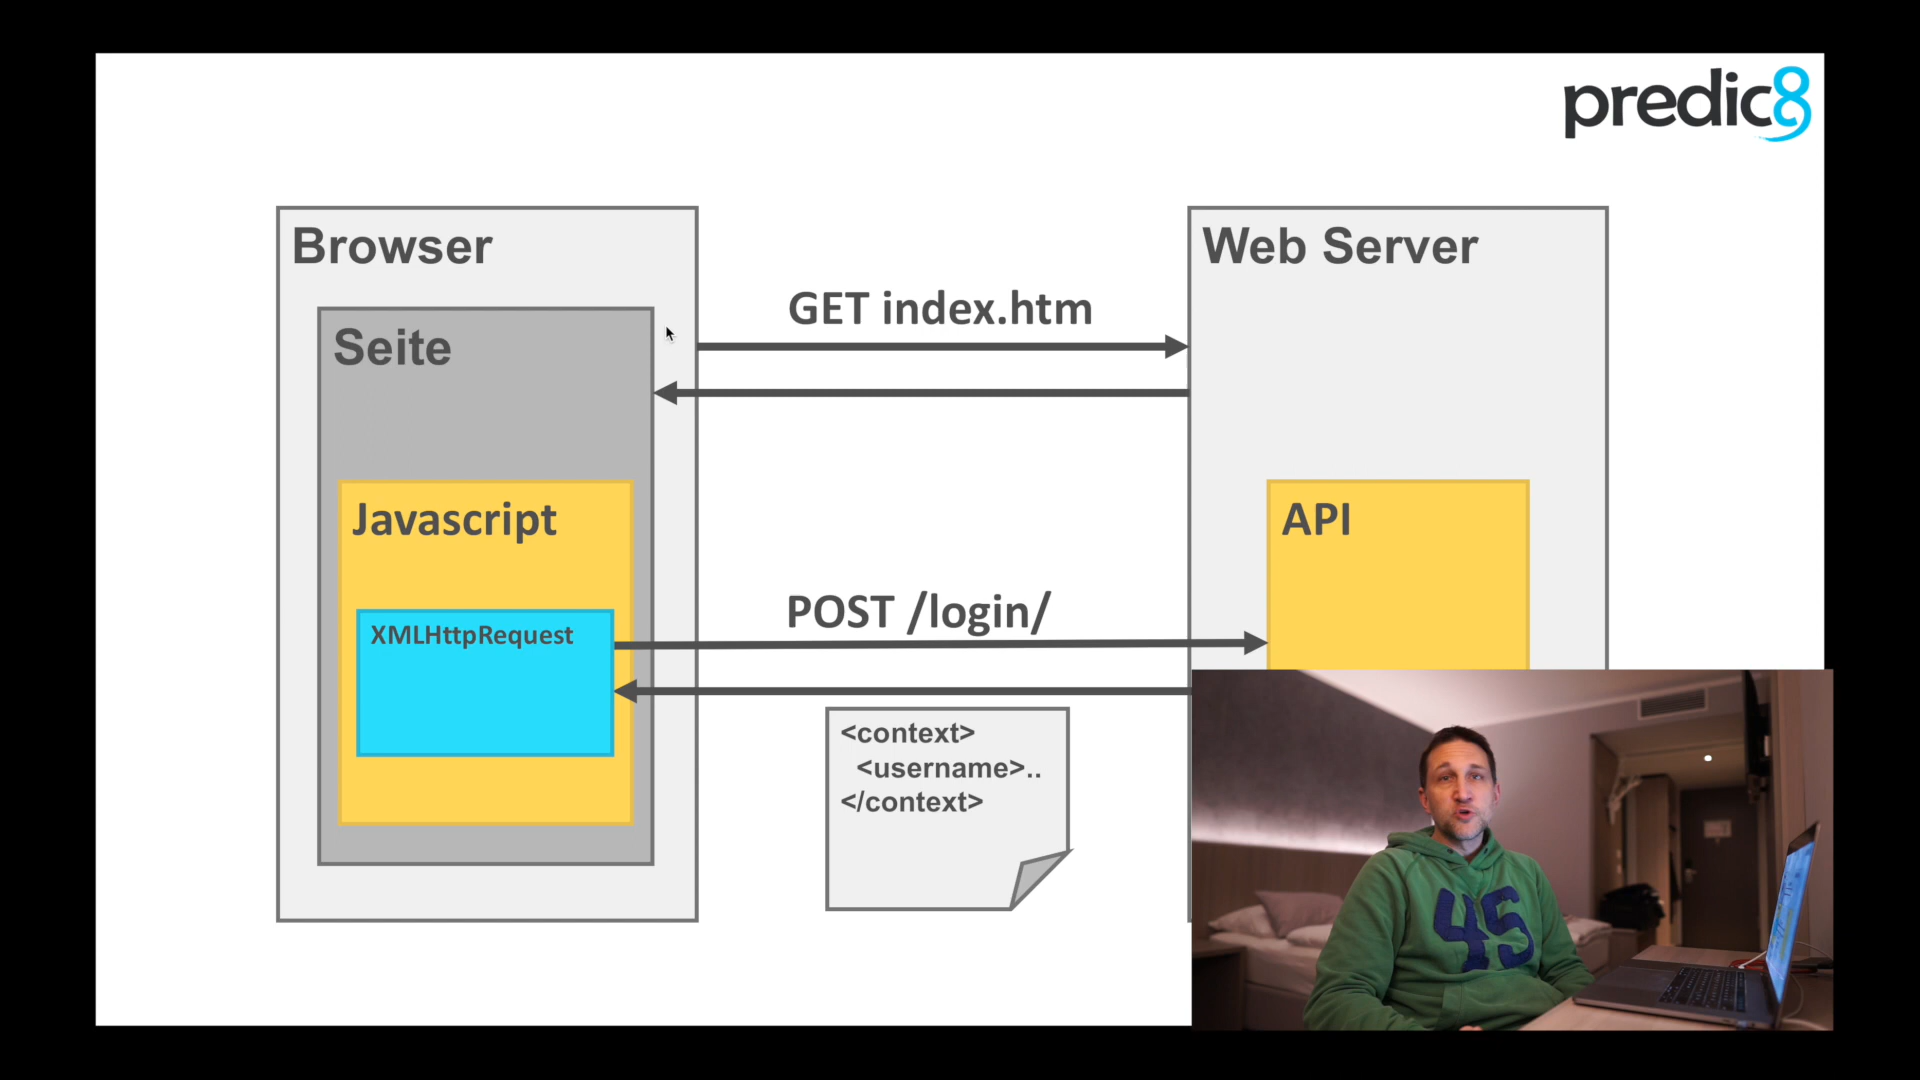 predic8
Browser
Web Server
GET index.htm
Seite
Javascript
API
POST /login/
XMLHttpRequest
<context>
<username>..
</context>
45